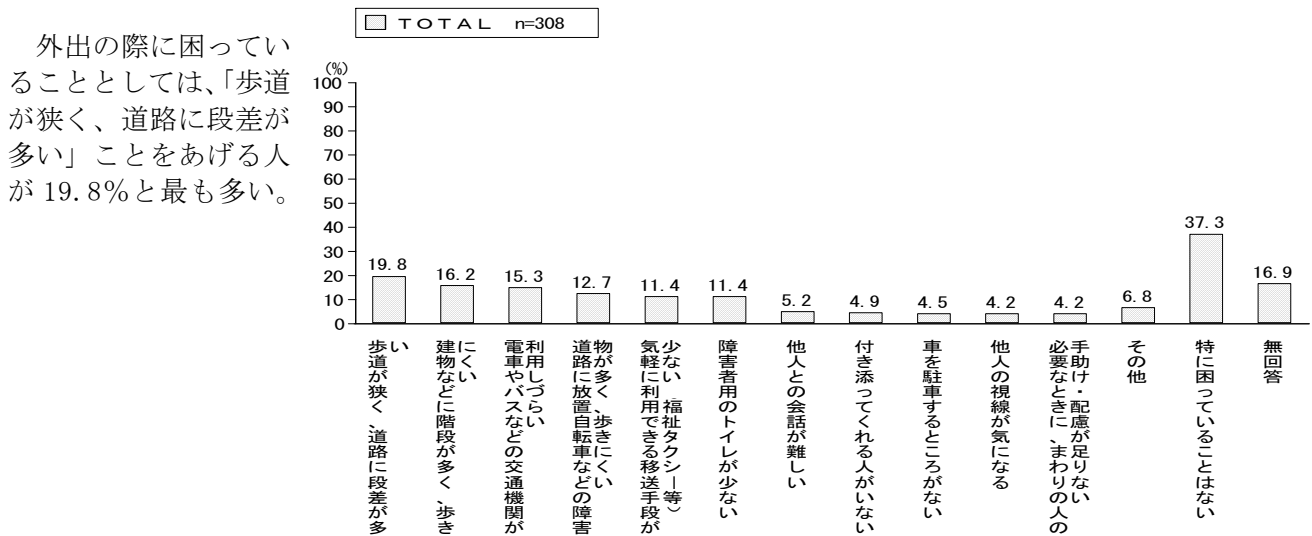 外出の際に困ってい
ることとしては、「歩道
が狭く、道路に段差が
多い」ことをあげる人
が 19.8％と最も多い。
TOTAL n=308
(%)
100
90
80
70
60
50
40
30
20
10
0
19.8
16.2
15.3
12.7
11.4
11.4
5.2
4.9
4.5
4.2
4.2
6.8
37.3
16.9
歩道が狭く、道路に段差が多
い
建物などに階段が多く、歩き
にくい
電車やバスなどの交通機関が
利用しづらい
道路に放置自転車などの障害
物が多く、歩きにくい
気軽に利用できる移送手段が
少ない（福祉タクシー等）
障害者用のトイレが少ない
他人との会話が難しい
付き添ってくれる人がいない
車を駐車するところがない
他人の視線が気になる
必要なときに、まわりの人の
手助け・配慮が足りない
その他
特に困っていることはない
無回答